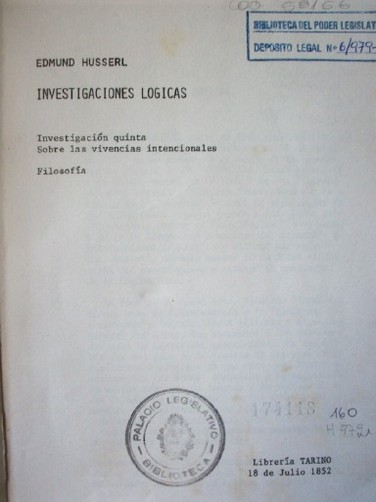 BIBLIOTECA DEL PODER LEGISLAT
DEPOSITO LEGAL Nº 6/979-
EDMUND HUSSERL
INVESTIGACIONES LOGICAS
Investigación quinta
Sobre las vivencias intencionales
Filosofía
PALACIO LEGISLATIVO
BIBLIOTECA
160
Librería TARINO
18 de Julio 1852